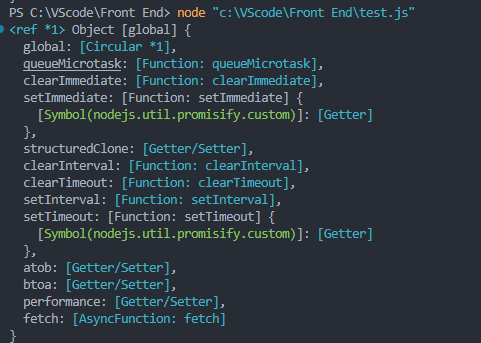 PS C:\VScode\Front End> node "c:\VScode\Front End\test.js"
<ref *1> Object [global] {
  global: [Circular *1],
  queueMicrotask: [Function: queueMicrotask],
  clearImmediate: [Function: clearImmediate],
  setImmediate: [Function: setImmediate] {
    [Symbol(nodejs.util.promisify.custom)]: [Getter]
  },
  structuredClone: [Getter/Setter],
  clearInterval: [Function: clearInterval],
  clearTimeout: [Function: clearTimeout],
  setInterval: [Function: setInterval],
  setTimeout: [Function: setTimeout] {
    [Symbol(nodejs.util.promisify.custom)]: [Getter]
  },
  atob: [Getter/Setter],
  btoa: [Getter/Setter],
  performance: [Getter/Setter],
  fetch: [AsyncFunction: fetch]
}